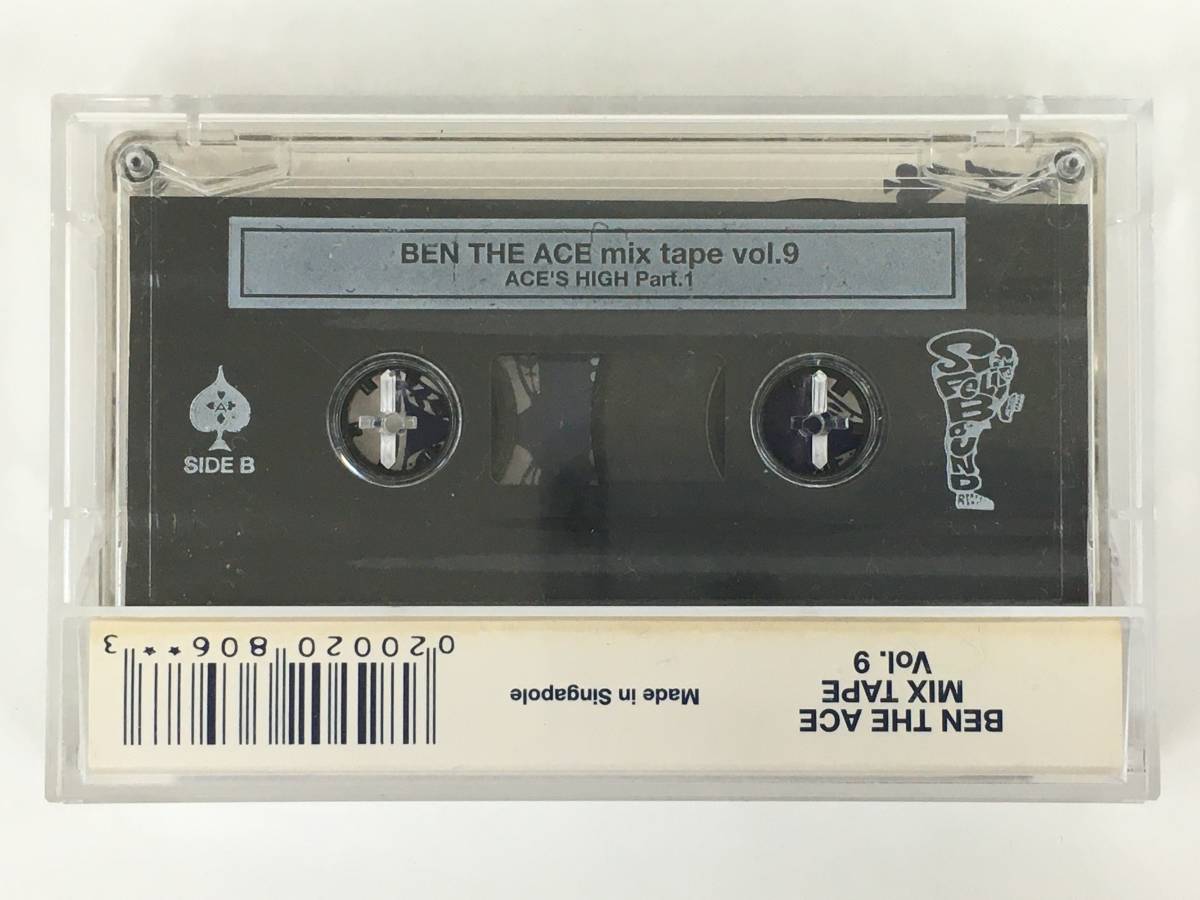 BEN THE ACE mix tape vol.9
ACE'S HIGH Part.1
SIDE B
BEN THE ACE
MIX TAPE
Vol. 9
Made in Singapole
020020 806**3